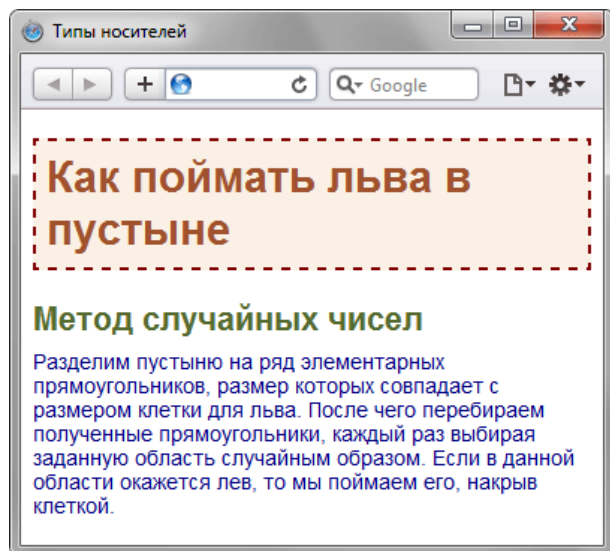 Типы носителей
Google
Как поймать льва в
пустыне
Метод случайных чисел
Разделим пустыню на ряд элементарных
прямоугольников, размер которых совпадает с
размером клетки для льва. После чего перебираем
полученные прямоугольники, каждый раз выбирая
заданную область случайным образом. Если в данной
области окажется лев, то мы поймаем его, накрыв
клеткой.